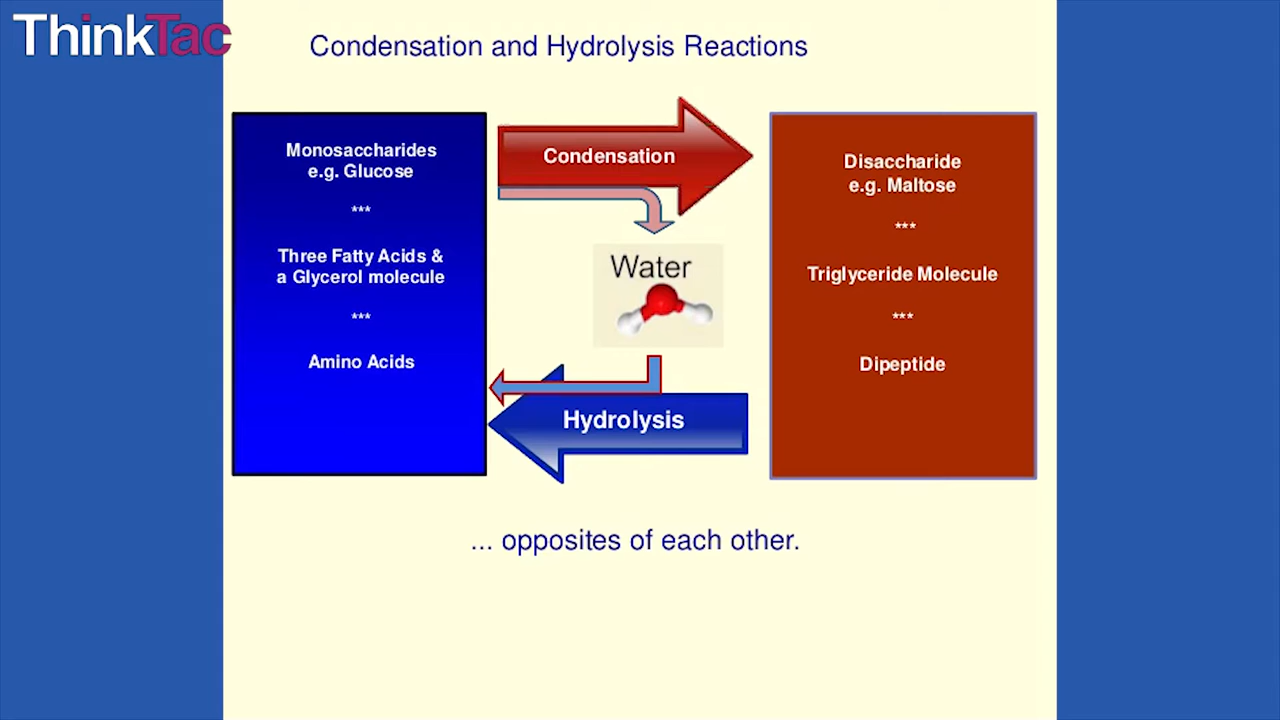 ThinkTac
Condensation and Hydrolysis Reactions
Monosaccharides
e.g. Glucose
***
Three Fatty Acids &
a Glycerol molecule
***
Amino Acids
Condensation
Water
Hydrolysis
Disaccharide
e.g. Maltose
***
Triglyceride Molecule
***
Dipeptide
... opposites of each other.